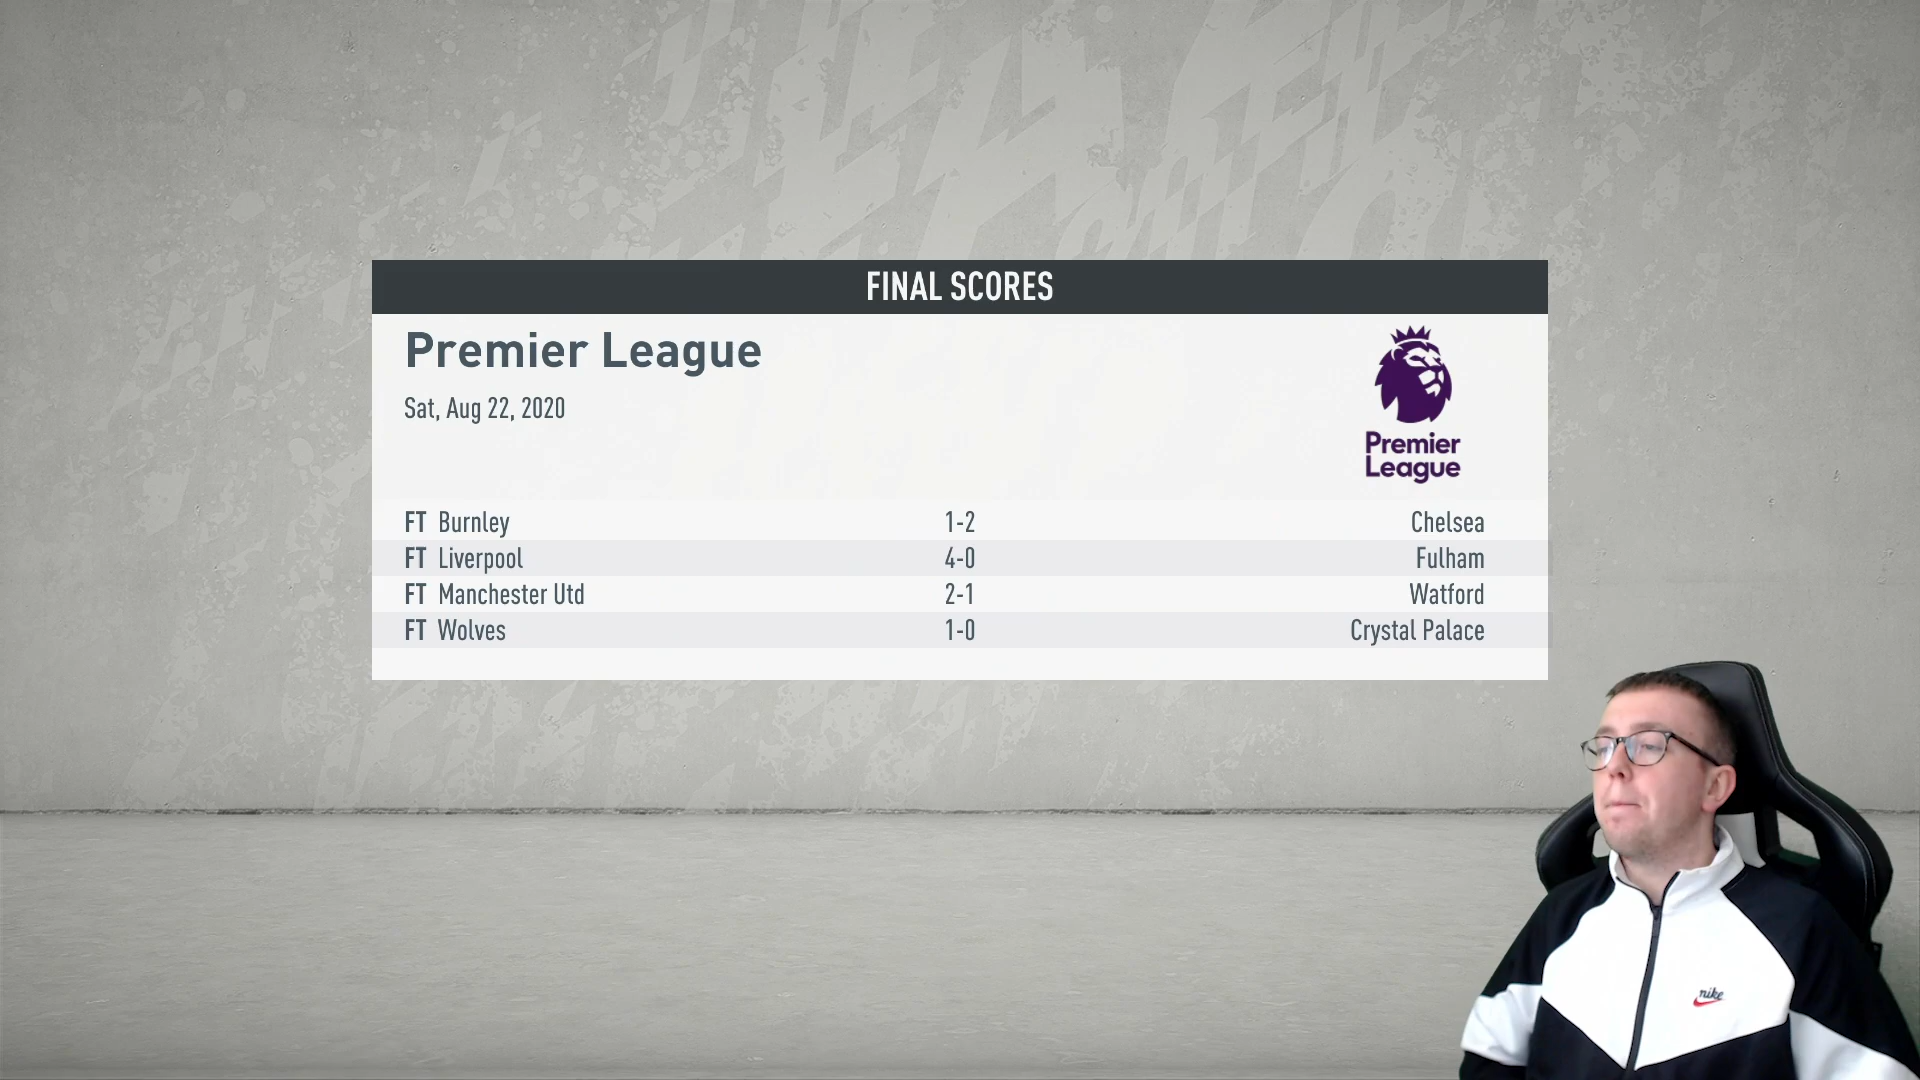 FINAL SCORES
Premier League
Sat, Aug 22, 2020
Premier
League
FT Burnley 1-2 Chelsea
FT Liverpool 4-0 Fulham
FT Manchester Utd 2-1 Watford
FT Wolves 1-0 Crystal Palace
nike